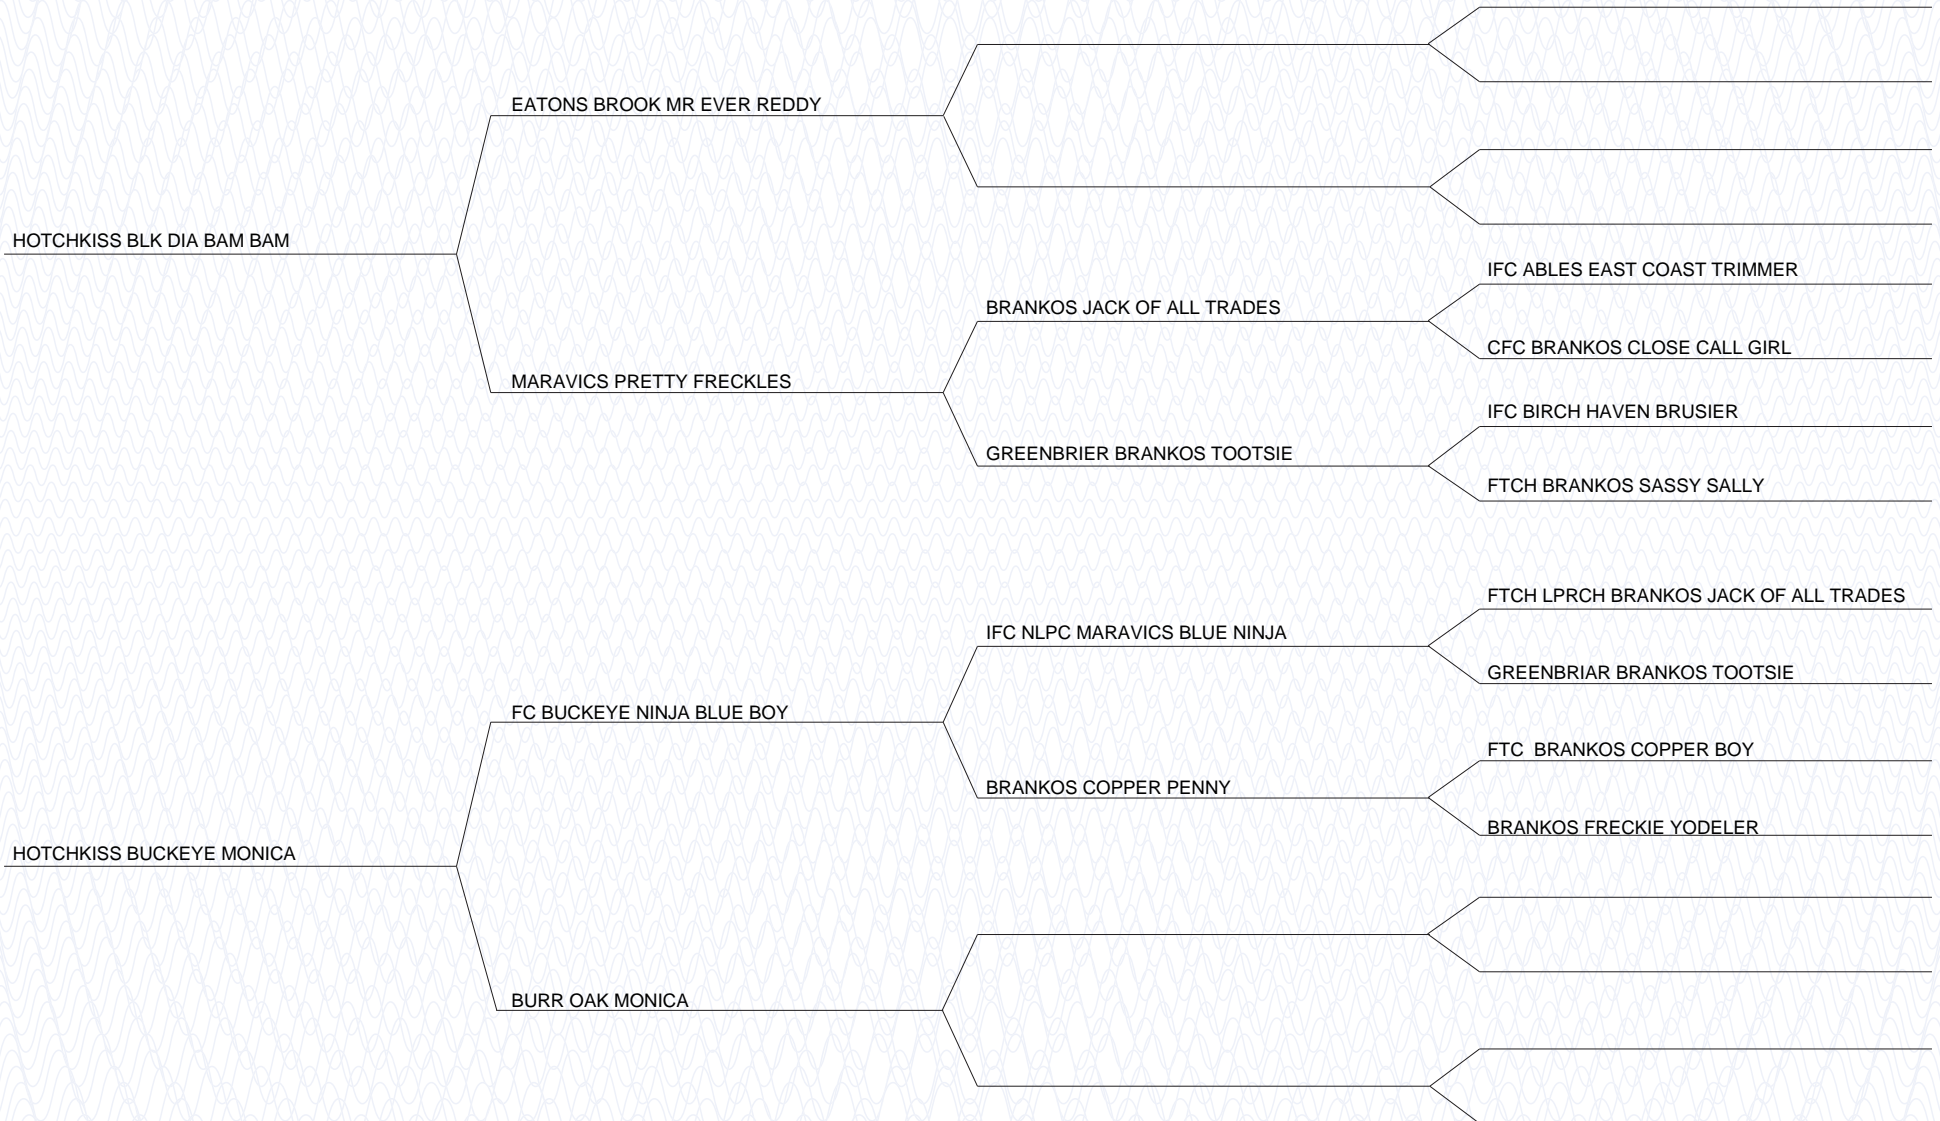 EATONS BROOK MR EVER REDDY
HOTCHKISS BLK DIA BAM BAM
IFC ABLES EAST COAST TRIMMER
BRANKOS JACK OF ALL TRADES
CFC BRANKOS CLOSE CALL GIRL
MARAVICS PRETTY FRECKLES
IFC BIRCH HAVEN BRUSIER
GREENBRIER BRANKOS TOOTSIE
FTCH BRANKOS SASSY SALLY
FTCH LPRCH BRANKOS JACK OF ALL TRADES
IFC NLPC MARAVICS BLUE NINJA
GREENBRIAR BRANKOS TOOTSIE
FC BUCKEYE NINJA BLUE BOY
FTC  BRANKOS COPPER BOY
BRANKOS COPPER PENNY
BRANKOS FRECKIE YODELER
HOTCHKISS BUCKEYE MONICA
BURR OAK MONICA